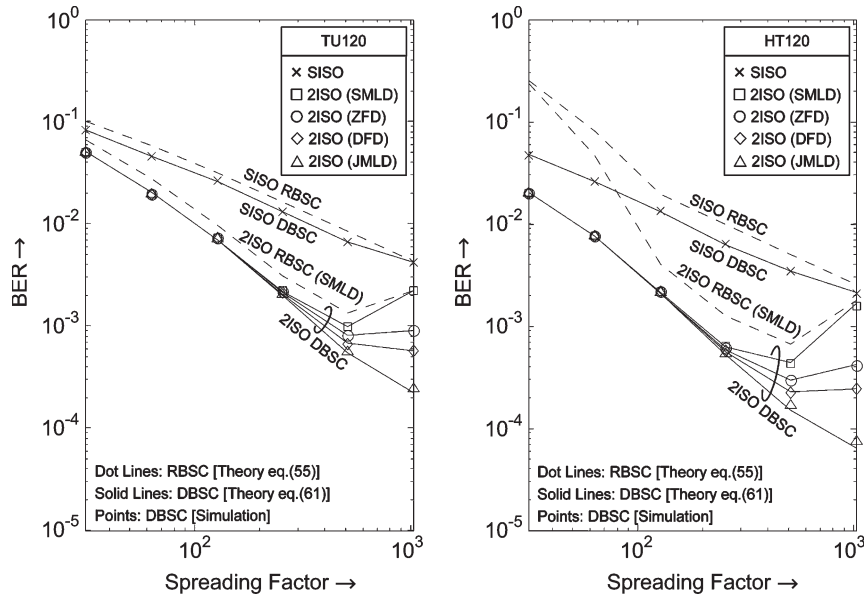 TU120
× SISO
□ 2ISO (SMLD)
○ 2ISO (ZFD)
◇ 2ISO (DFD)
△ 2ISO (JMLD)
SISO RBSC
SISO DBSC
2ISO RBSC (SMLD)
2ISO DBSC
Dot Lines: RBSC [Theory eq.(55)]
Solid Lines: DBSC [Theory eq.(61)]
Points: DBSC [Simulation]
10^0
10^-1
10^-2
10^-3
10^-4
10^-5
BER →
10^2
10^3
Spreading Factor →
HT120
× SISO
□ 2ISO (SMLD)
○ 2ISO (ZFD)
◇ 2ISO (DFD)
△ 2ISO (JMLD)
SISO RBSC
SISO DBSC
2ISO RBSC (SMLD)
2ISO DBSC
Dot Lines: RBSC [Theory eq.(55)]
Solid Lines: DBSC [Theory eq.(61)]
Points: DBSC [Simulation]
10^0
10^-1
10^-2
10^-3
10^-4
10^-5
BER →
10^2
10^3
Spreading Factor →